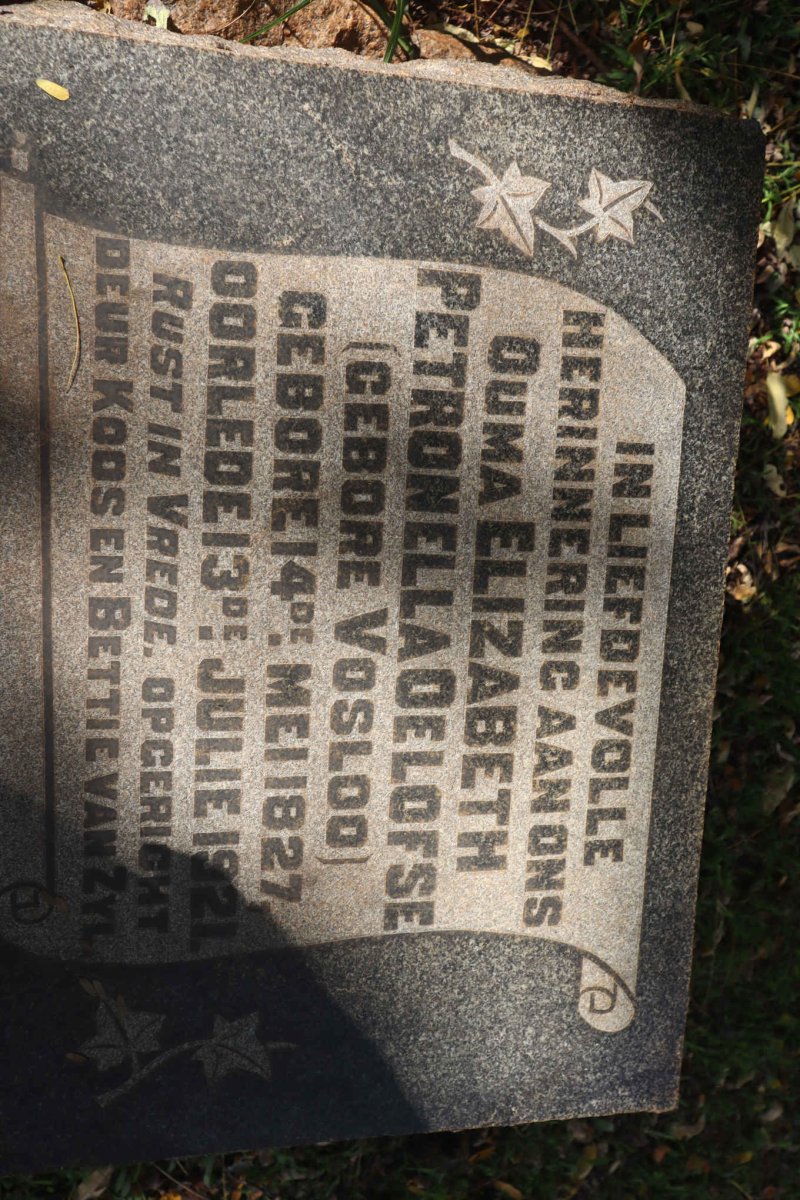 IN LIEFDEVOLLE
HERINNERING AAN ONS
OUMA ELIZABETH
PETRONELLA OELOFSE
(GEBORE VOSLOO)
GEBORE 14DE. MEI 1827
OORLEDE 13DE. JULIE 1921
RUST IN VREDE. OPGERICHT
DEUR KOOS EN BETTIE VAN ZYL